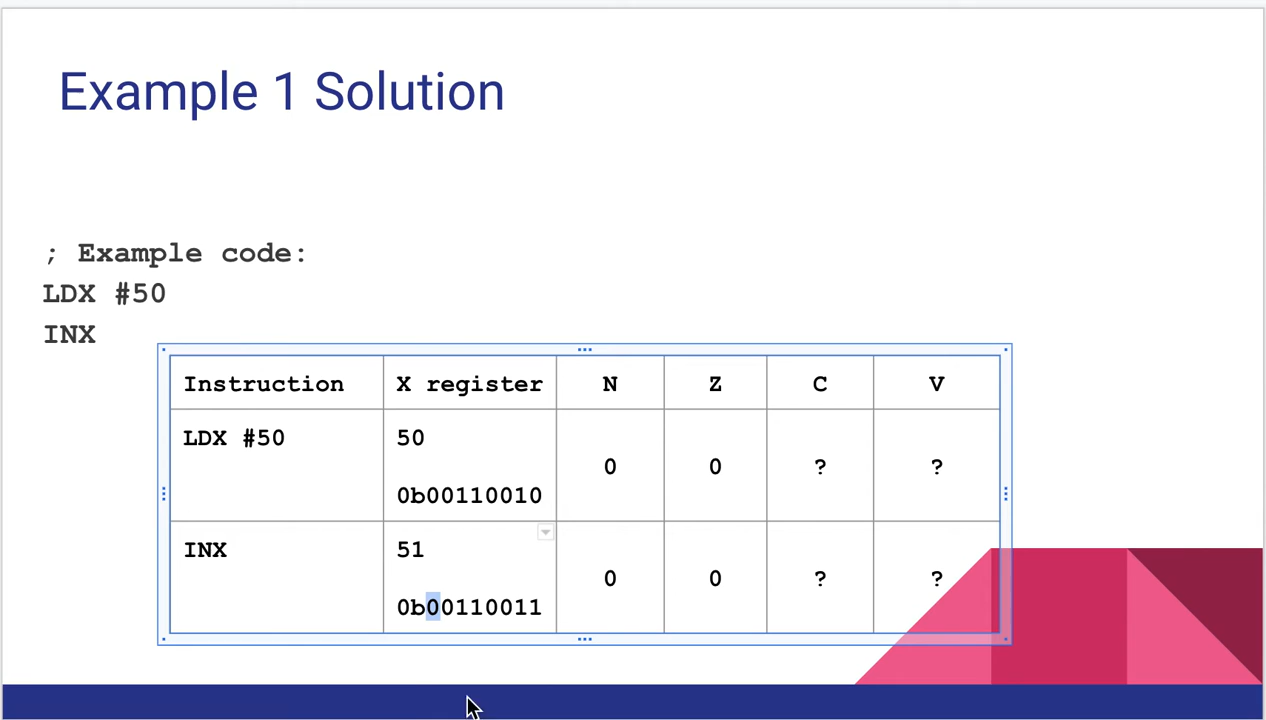 Example 1 Solution
; Example code:
LDX #50
INX
Instruction X register N Z C V
LDX #50 50 0 0 ? ?
0b00110010
INX 51 0 0 ? ?
0b00110011